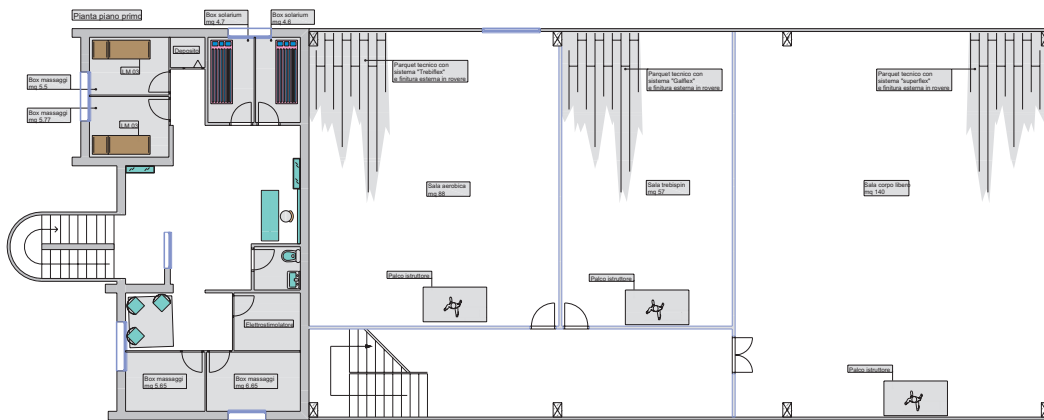 Pianta piano primo
Box solarium
mq 4,7
Box solarium
mq 4,6
Deposito
LM 03
Box massaggi
mq 5.5
Box massaggi
mq 5.77
LM 03
Parquet tecnico con
sistema "Trebiflex"
e finitura esterna in rovere
Parquet tecnico con
sistema "Galflex"
e finitura esterna in rovere
Parquet tecnico con
sistema "superflex"
e finitura esterna in rovere
Sala aerobica
mq 88
Sala trebispin
mq 57
Sala corpo libero
mq 140
Palco istruttore
Palco istruttore
Elettrostimolatore
Box massaggi
mq 5.65
Box massaggi
mq 6.65
Palco istruttore